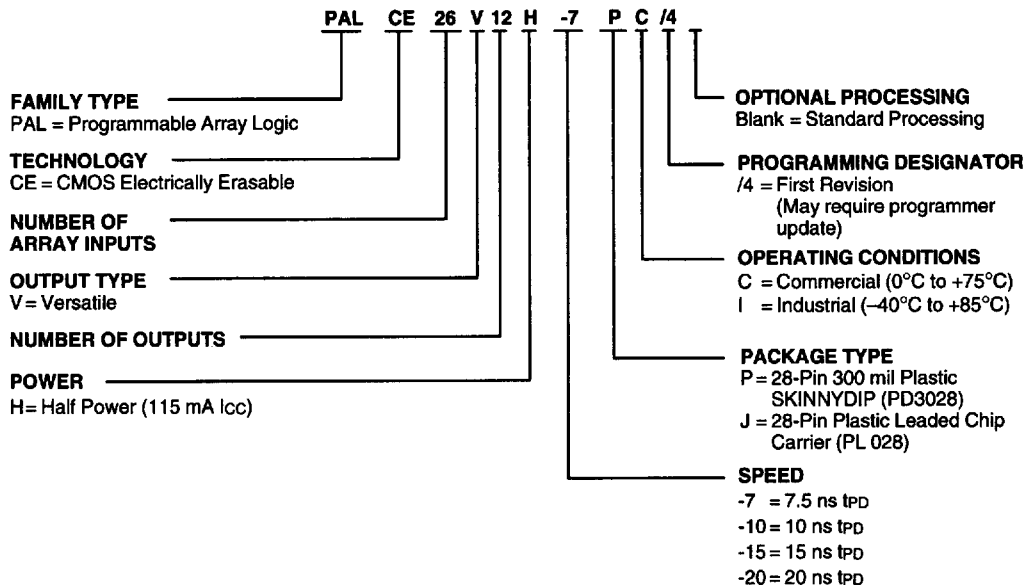 PAL CE 26 V 12 H -7 P C /4
FAMILY TYPE
PAL = Programmable Array Logic
TECHNOLOGY
CE = CMOS Electrically Erasable
NUMBER OF
ARRAY INPUTS
OUTPUT TYPE
V = Versatile
NUMBER OF OUTPUTS
POWER
H = Half Power (115 mA ICC)
OPTIONAL PROCESSING
Blank = Standard Processing
PROGRAMMING DESIGNATOR
/4 = First Revision
(May require programmer
update)
OPERATING CONDITIONS
C = Commercial (0°C to +75°C)
I = Industrial (–40°C to +85°C)
PACKAGE TYPE
P = 28-Pin 300 mil Plastic
SKINNYDIP (PD3028)
J = 28-Pin Plastic Leaded Chip
Carrier (PL 028)
SPEED
-7 = 7.5 ns tPD
-10 = 10 ns tPD
-15 = 15 ns tPD
-20 = 20 ns tPD